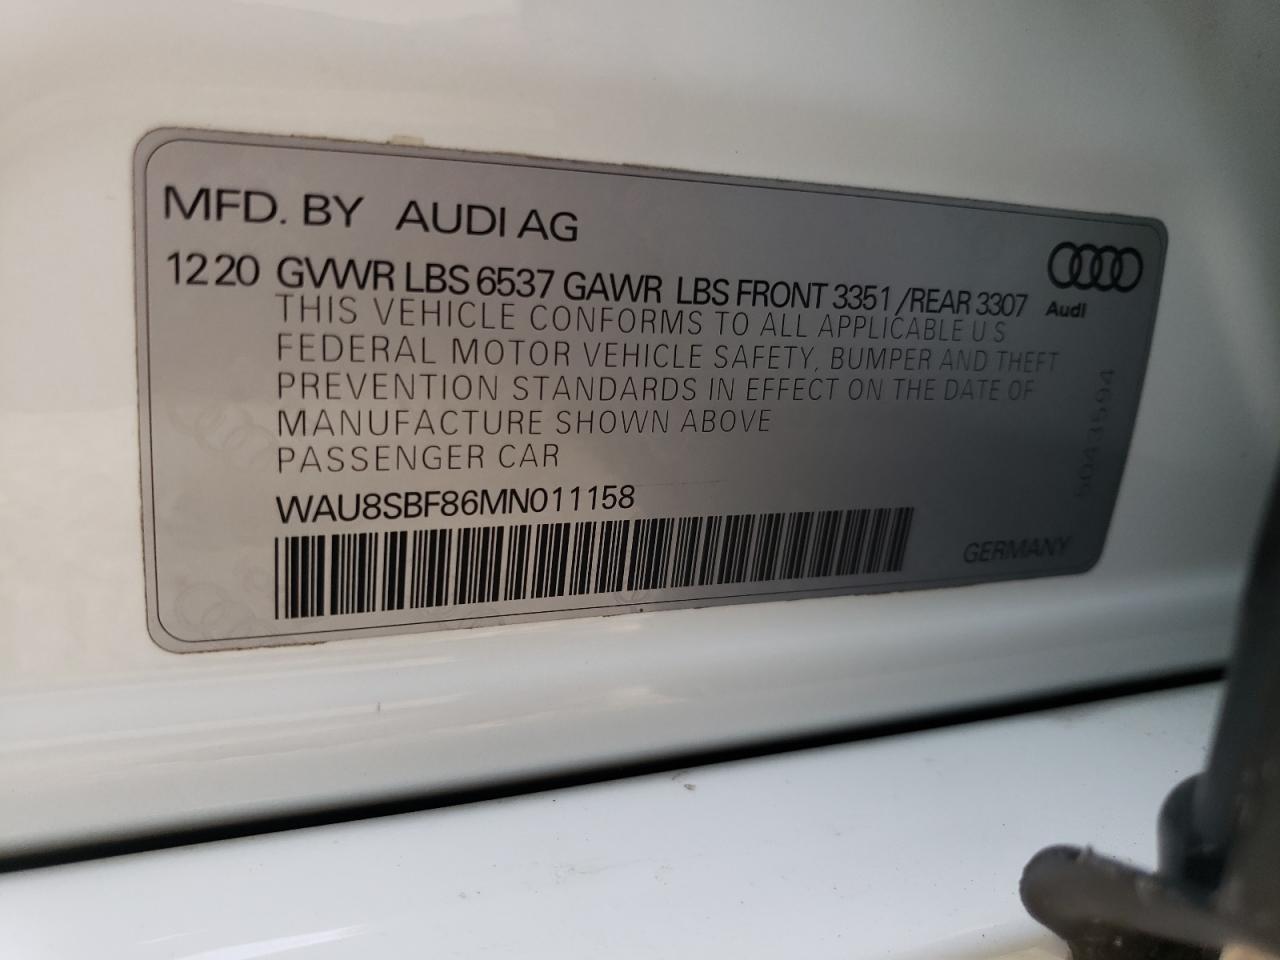 MFD. BY AUDI AG
1220 GVWR LBS 6537 GAWR LBS FRONT 3351 /REAR 3307
Audi
THIS VEHICLE CONFORMS TO ALL APPLICABLE U S
FEDERAL MOTOR VEHICLE SAFETY, BUMPER AND THEFT
PREVENTION STANDARDS IN EFFECT ON THE DATE OF
MANUFACTURE SHOWN ABOVE
PASSENGER CAR
WAU8SBF86MN011158
GERMANY